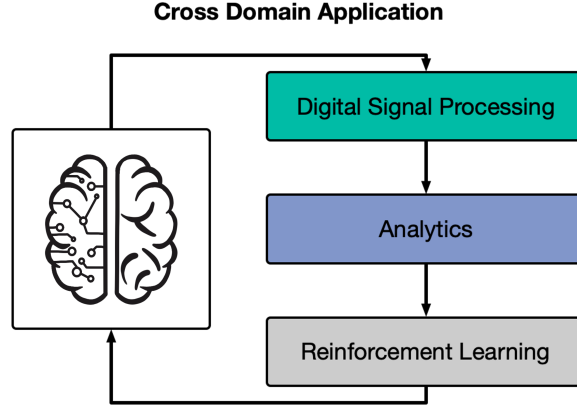 Cross Domain Application
Digital Signal Processing
Analytics
Reinforcement Learning